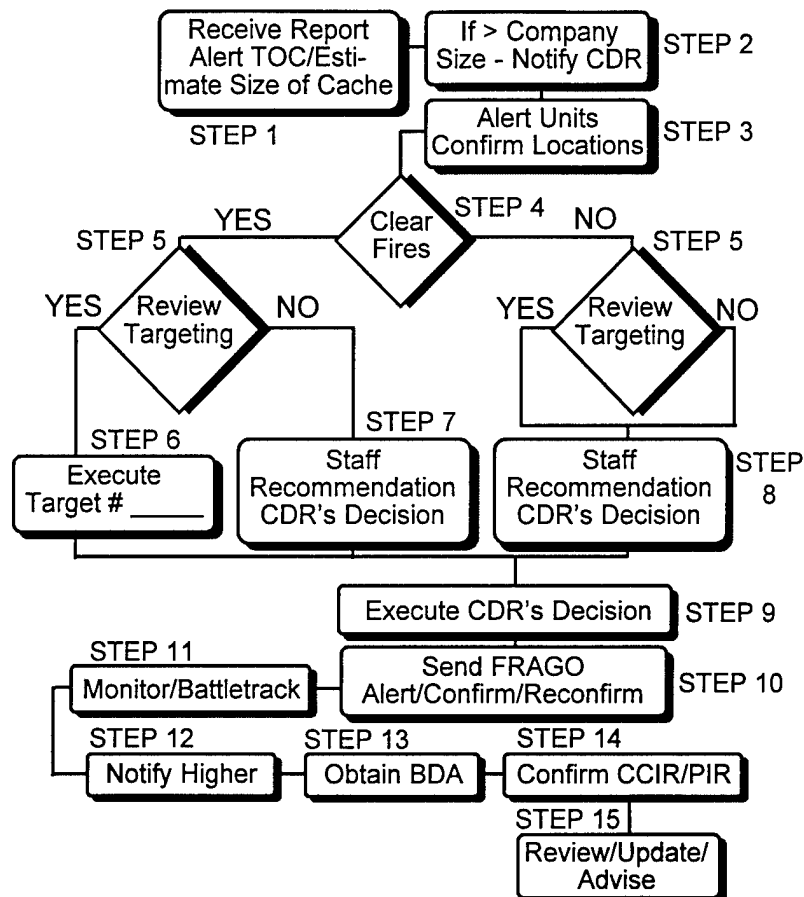 Receive Report
Alert TOC/Esti-
mate Size of Cache
STEP 1
If > Company
Size - Notify CDR
STEP 2
Alert Units
Confirm Locations
STEP 3
Clear
Fires
STEP 4
YES
NO
STEP 5
Review
Targeting
YES
NO
STEP 5
Review
Targeting
YES
NO
STEP 6
Execute
Target # ______
STEP 7
Staff
Recommendation
CDR's Decision
Staff
Recommendation
CDR's Decision
STEP
8
Execute CDR's Decision
STEP 9
Send FRAGO
Alert/Confirm/Reconfirm
STEP 10
STEP 11
Monitor/Battletrack
STEP 12
Notify Higher
STEP 13
Obtain BDA
STEP 14
Confirm CCIR/PIR
STEP 15
Review/Update/
Advise